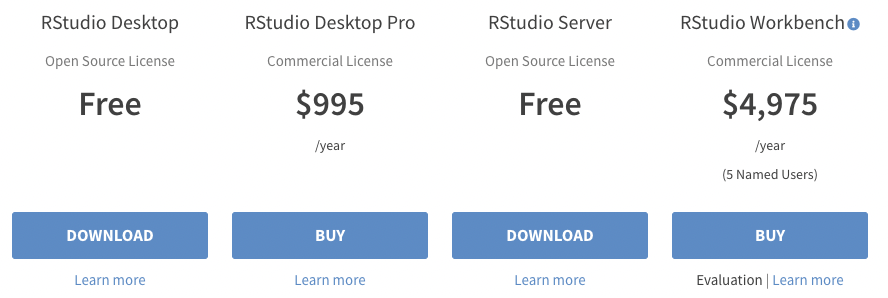 RStudio Desktop
Open Source License
Free
DOWNLOAD
Learn more
RStudio Desktop Pro
Commercial License
$995
/year
BUY
Learn more
RStudio Server
Open Source License
Free
DOWNLOAD
Learn more
RStudio Workbench
Commercial License
$4,975
/year
(5 Named Users)
BUY
Evaluation | Learn more